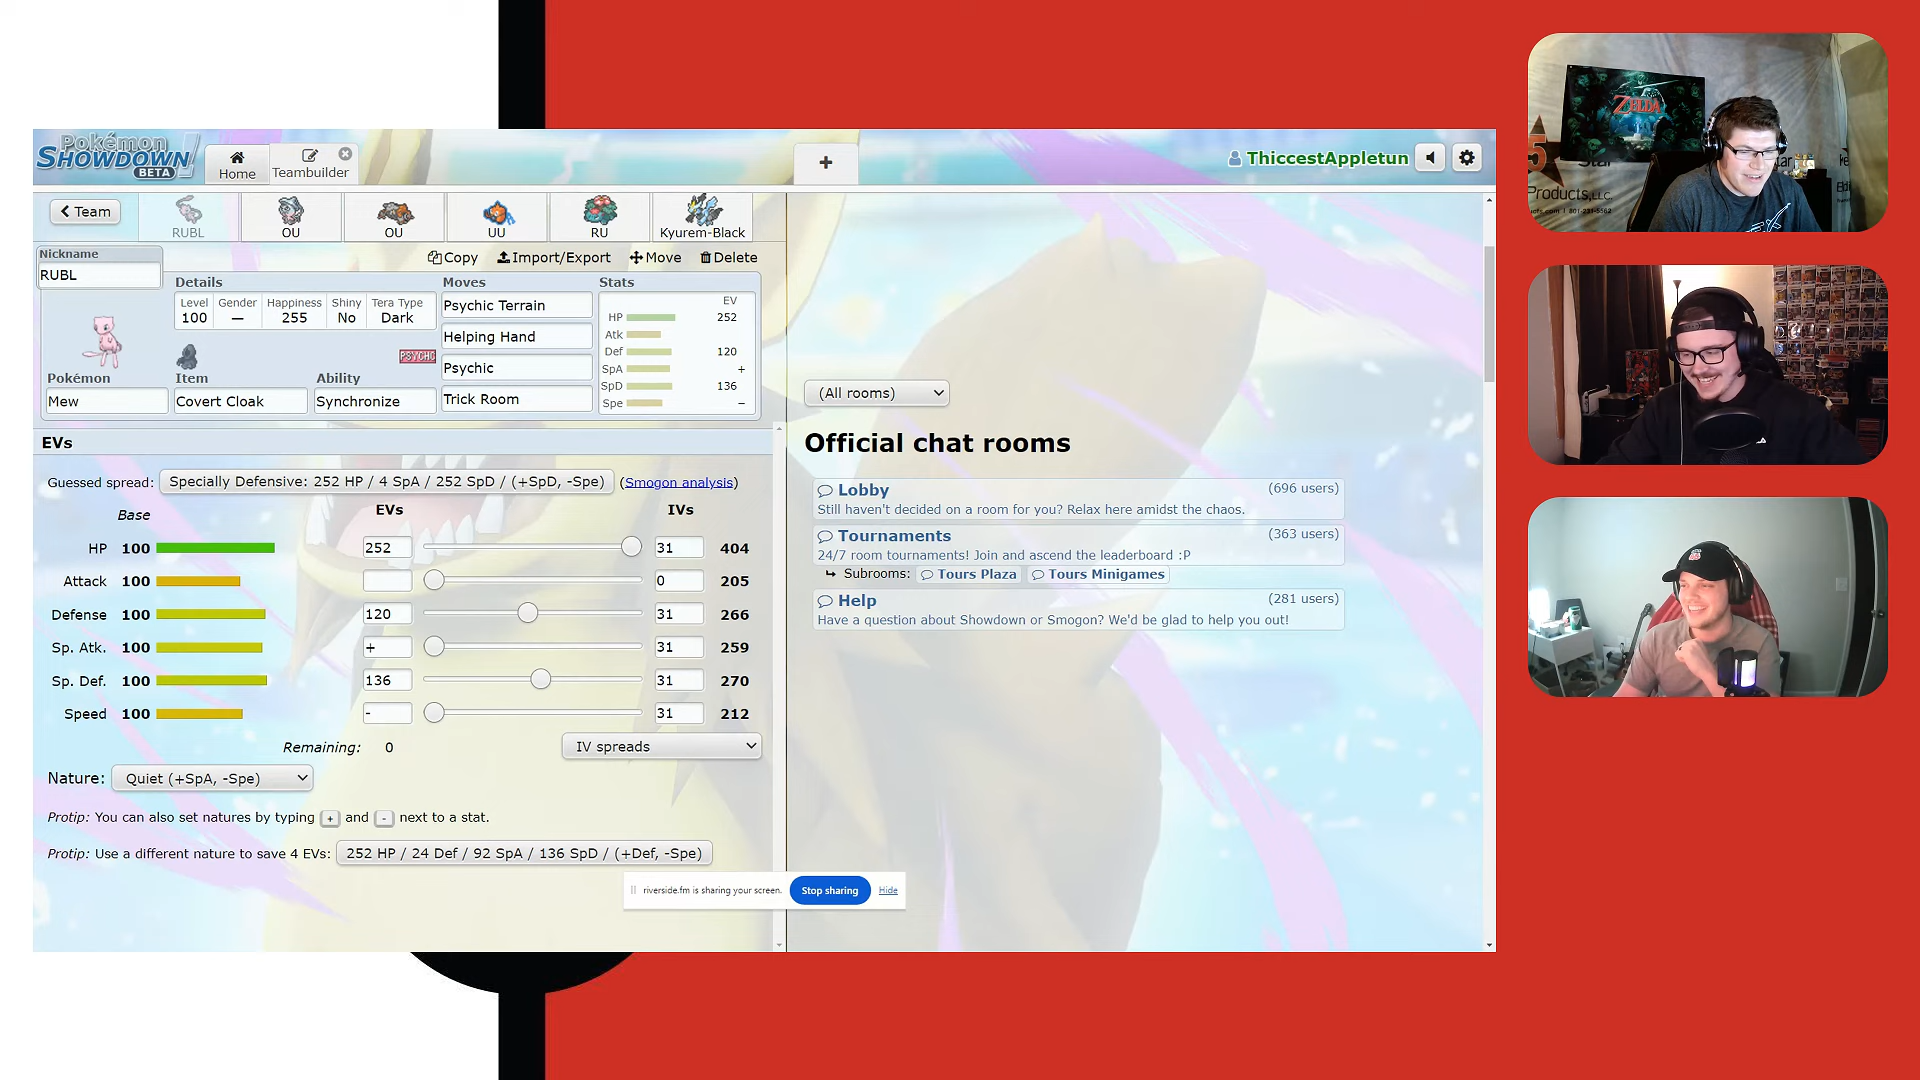 Pokémon
SHOWDOWN!
BETA
Home
Teambuilder
+
ThiccestAppletun
Team
RUBL
OU
OU
UU
RU
Kyurem-Black
Copy
Import/Export
Move
Delete
Nickname
RUBL
Details
Level
100
Gender
—
Happiness
255
Shiny
No
Tera Type
Dark
PSYCHC
Pokémon
Mew
Item
Covert Cloak
Ability
Synchronize
Moves
Psychic Terrain
Helping Hand
Psychic
Trick Room
Stats
EV
HP 252
Atk
Def 120
SpA +
SpD 136
Spe −
EVs
Guessed spread: Specially Defensive: 252 HP / 4 SpA / 252 SpD / (+SpD, -Spe) (Smogon analysis)
Base EVs IVs
HP 100 252 31 404
Attack 100 0 205
Defense 100 120 31 266
Sp. Atk. 100 + 31 259
Sp. Def. 100 136 31 270
Speed 100 - 31 212
Remaining: 0
IV spreads
Nature: Quiet (+SpA, -Spe)
Protip: You can also set natures by typing + and - next to a stat.
Protip: Use a different nature to save 4 EVs: 252 HP / 24 Def / 92 SpA / 136 SpD / (+Def, -Spe)
riverside.fm is sharing your screen.
Stop sharing
Hide
(All rooms)
Official chat rooms
Lobby (696 users)
Still haven't decided on a room for you? Relax here amidst the chaos.
Tournaments (363 users)
24/7 room tournaments! Join and ascend the leaderboard :P
Subrooms: Tours Plaza Tours Minigames
Help (281 users)
Have a question about Showdown or Smogon? We'd be glad to help you out!
ZELDA
5
Star
Products, LLC.